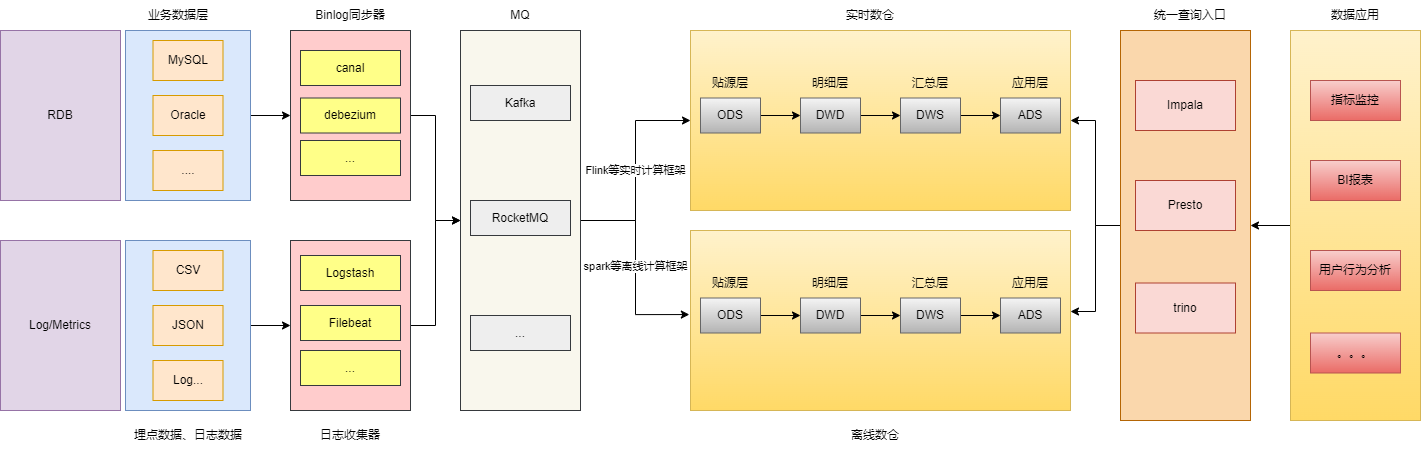 业务数据层
Binlog同步器
MQ
实时数仓
统一查询入口
数据应用
RDB
MySQL
Oracle
....
canal
debezium
...
Log/Metrics
CSV
JSON
Log...
埋点数据、日志数据
Logstash
Filebeat
...
日志收集器
Kafka
RocketMQ
...
Flink等实时计算框架
spark等离线计算框架
贴源层
明细层
汇总层
应用层
ODS
DWD
DWS
ADS
贴源层
明细层
汇总层
应用层
ODS
DWD
DWS
ADS
离线数仓
Impala
Presto
trino
指标监控
BI报表
用户行为分析
。。。